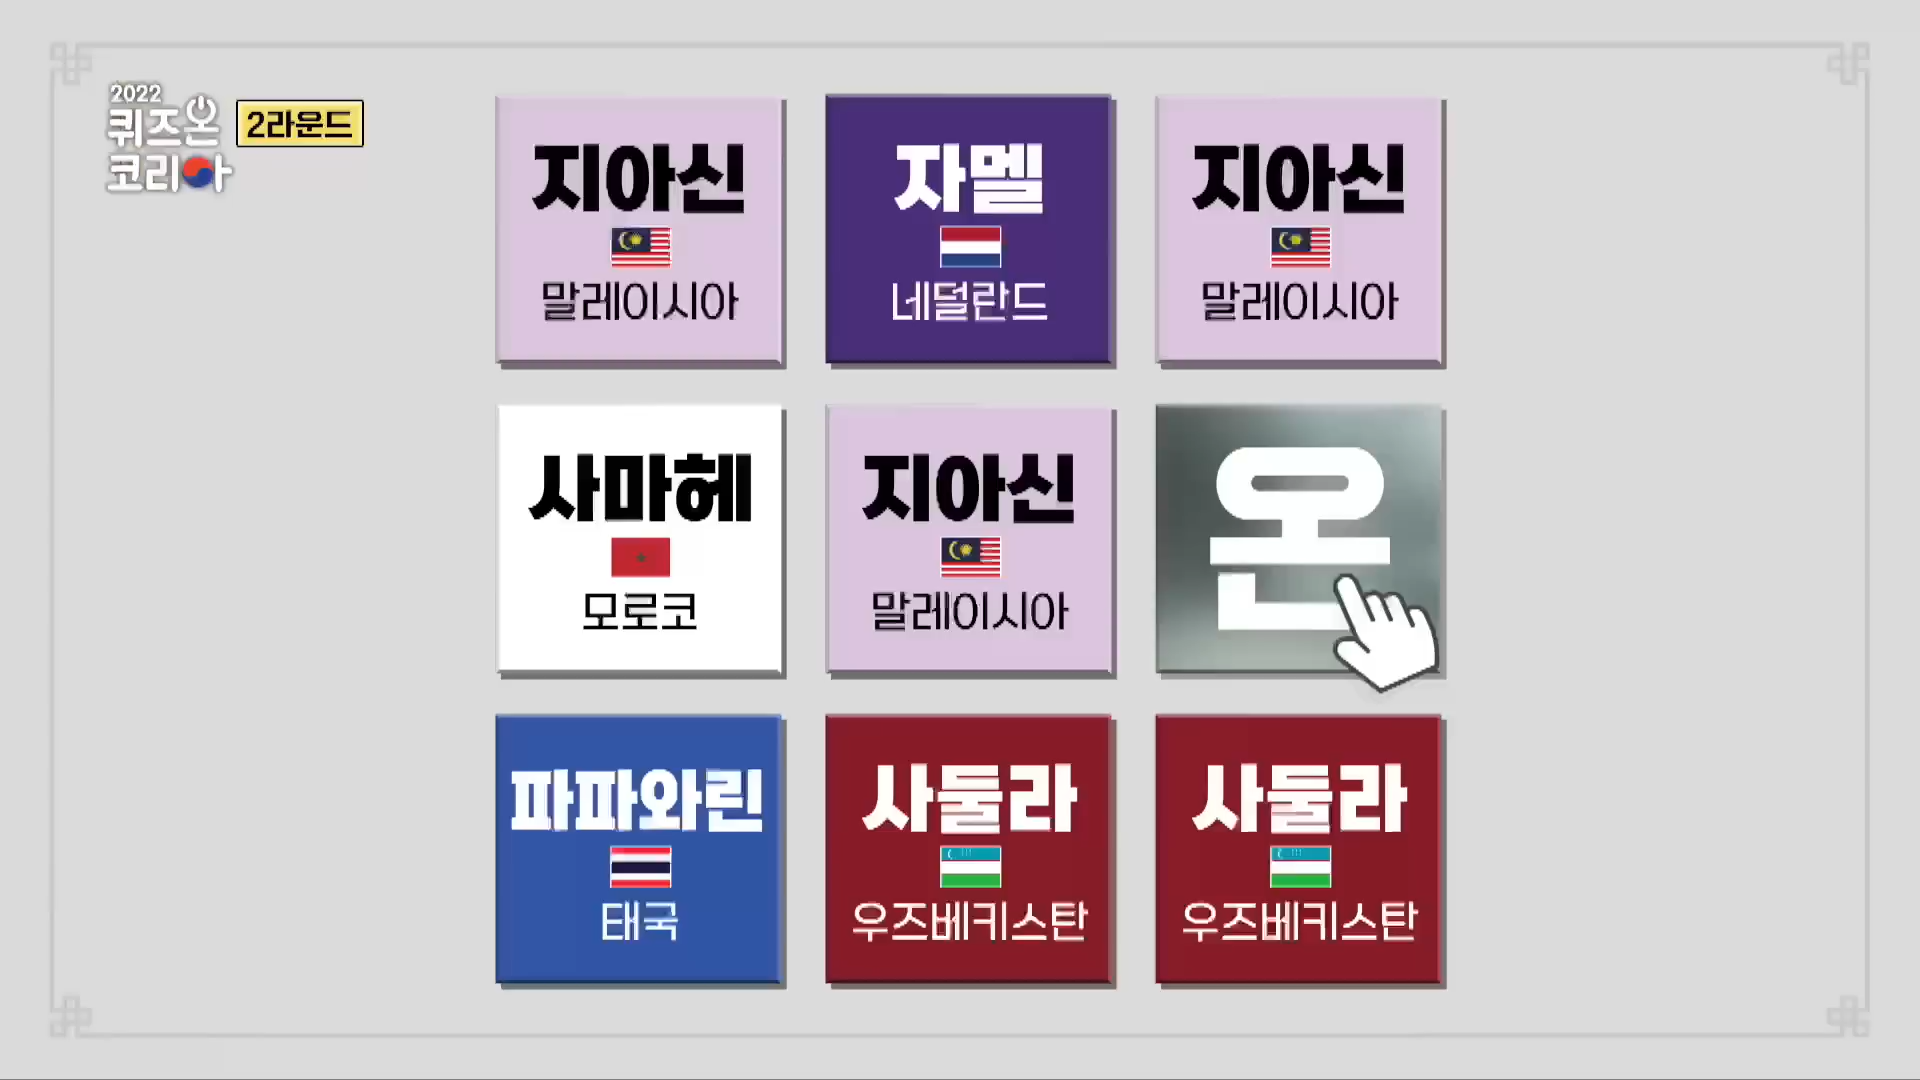 2022
퀴즈온
코리아
2라운드
지아신
말레이시아
자멜
네덜란드
지아신
말레이시아
사마헤
모로코
지아신
말레이시아
온
파파와린
태국
사둘라
우즈베키스탄
사둘라
우즈베키스탄